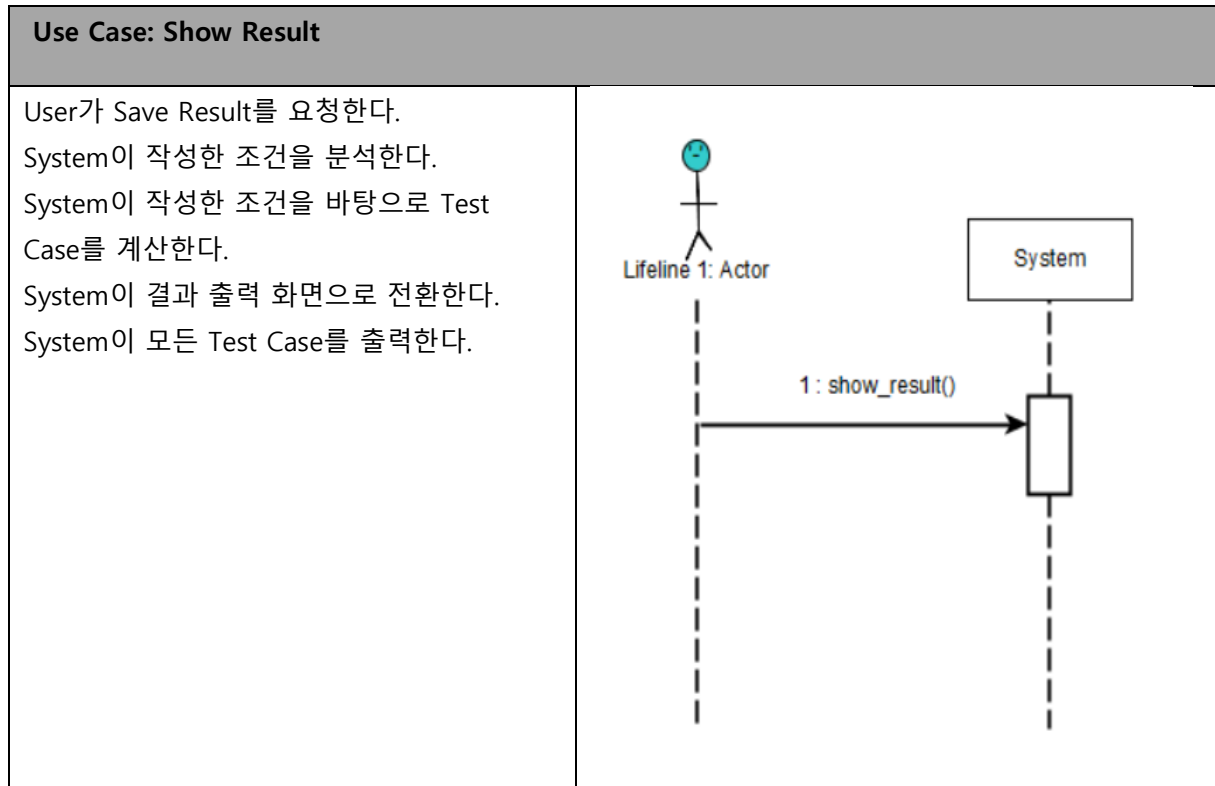 Use Case: Show Result
User가 Save Result를 요청한다.
System이 작성한 조건을 분석한다.
System이 작성한 조건을 바탕으로 Test
Case를 계산한다.
System이 결과 출력 화면으로 전환한다.
System이 모든 Test Case를 출력한다.
Lifeline 1: Actor
System
1 : show_result()